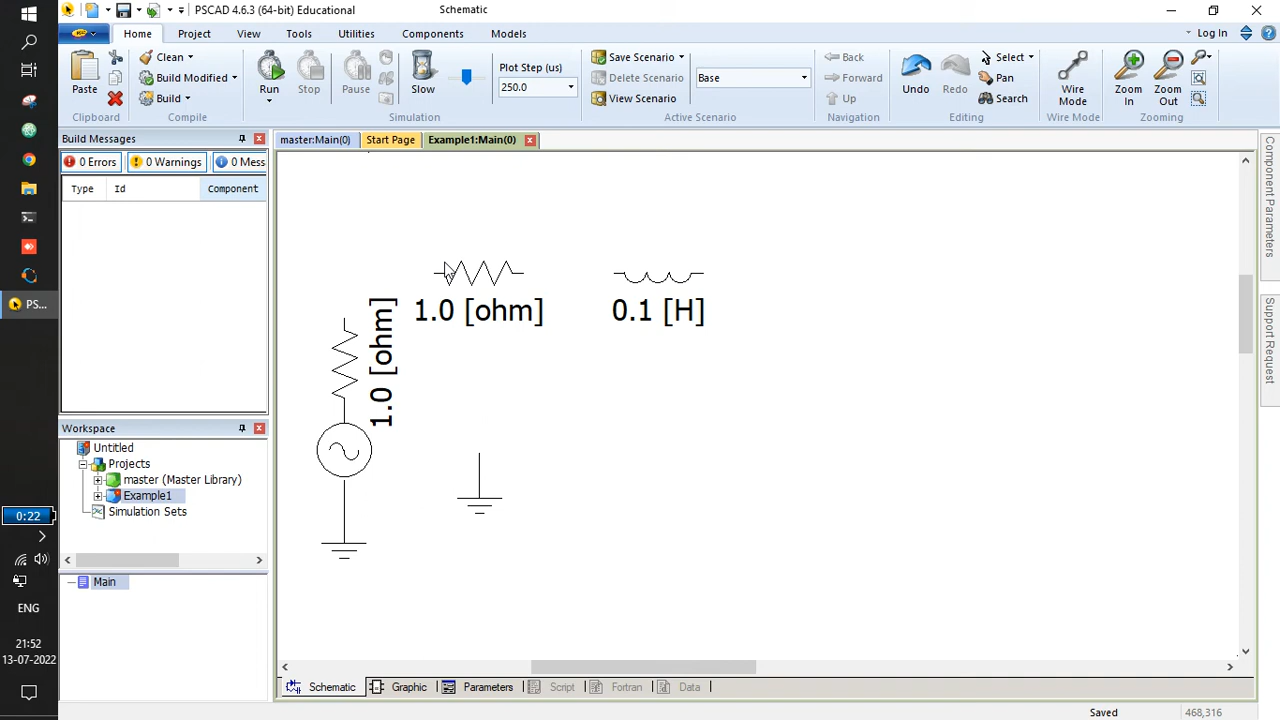 PSCAD 4.6.3 (64-bit) Educational
Schematic
Home
Project
View
Tools
Utilities
Components
Models
Log In
Paste
Clean
Build Modified
Build
Run
Stop
Pause
Slow
Plot Step (us)
250.0
Save Scenario
Delete Scenario
View Scenario
Base
Back
Forward
Up
Undo
Redo
Select
Pan
Search
Wire
Mode
Zoom
In
Zoom
Out
Clipboard
Compile
Simulation
Active Scenario
Navigation
Editing
Wire Mode
Zooming
Build Messages
master:Main(0)
Start Page
Example1:Main(0)
0 Errors
0 Warnings
0 Mess
Type
Id
Component
Component Parameters
Support Request
1.0 [ohm]
0.1 [H]
1.0 [ohm]
Workspace
Untitled
Projects
master (Master Library)
Example1
Simulation Sets
Main
PS...
0:22
ENG
21:52
13-07-2022
Schematic
Graphic
Parameters
Script
Fortran
Data
Saved
468,316